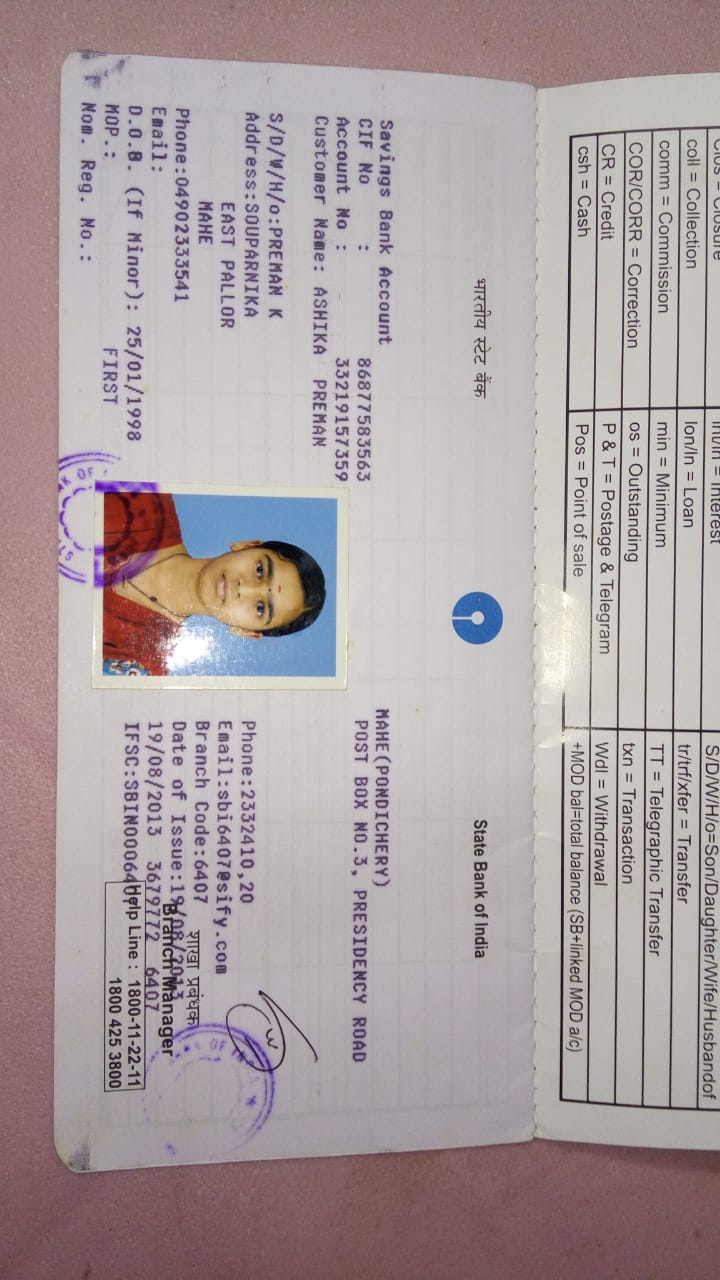 Clos = Closure
coll = Collection
comm = Commission
COR/CORR = Correction
CR = Credit
csh = Cash
Int/In = Interest
lon/ln = Loan
min = Minimum
os = Outstanding
P & T = Postage & Telegram
Pos = Point of sale
S/D/W/H/o=Son/Daughter/Wife/Husbandof
tr/trf/xfer = Transfer
TT = Telegraphic Transfer
txn = Transaction
Wdl = Withdrawal
+MOD bal=total balance (SB+linked MOD a/c)
भारतीय स्टेट बैंक
State Bank of India
Savings Bank Account
CIF No : 86877583563
Account No : 33219157359
Customer Name: ASHIKA PREMAN
S/D/W/H/o:PREMAN K
Address:SOUPARNIKA
EAST PALLOR
MAHE
Phone:04902333541
Email:
D.O.B. (If Minor): 25/01/1998
MOP.: FIRST
Nom. Reg. No.:
MAHE(PONDICHERY)
POST BOX NO.3, PRESIDENCY ROAD
Phone:2332410,20
Email:sbi6407@sify.com
Branch Code:6407
Date of Issue:19/08/2013
19/08/2013 3679772 6407
IFSC:SBIN00064
शाखा प्रबंधक
Branch Manager
Help Line : 1800-11-22-11
1800 425 3800